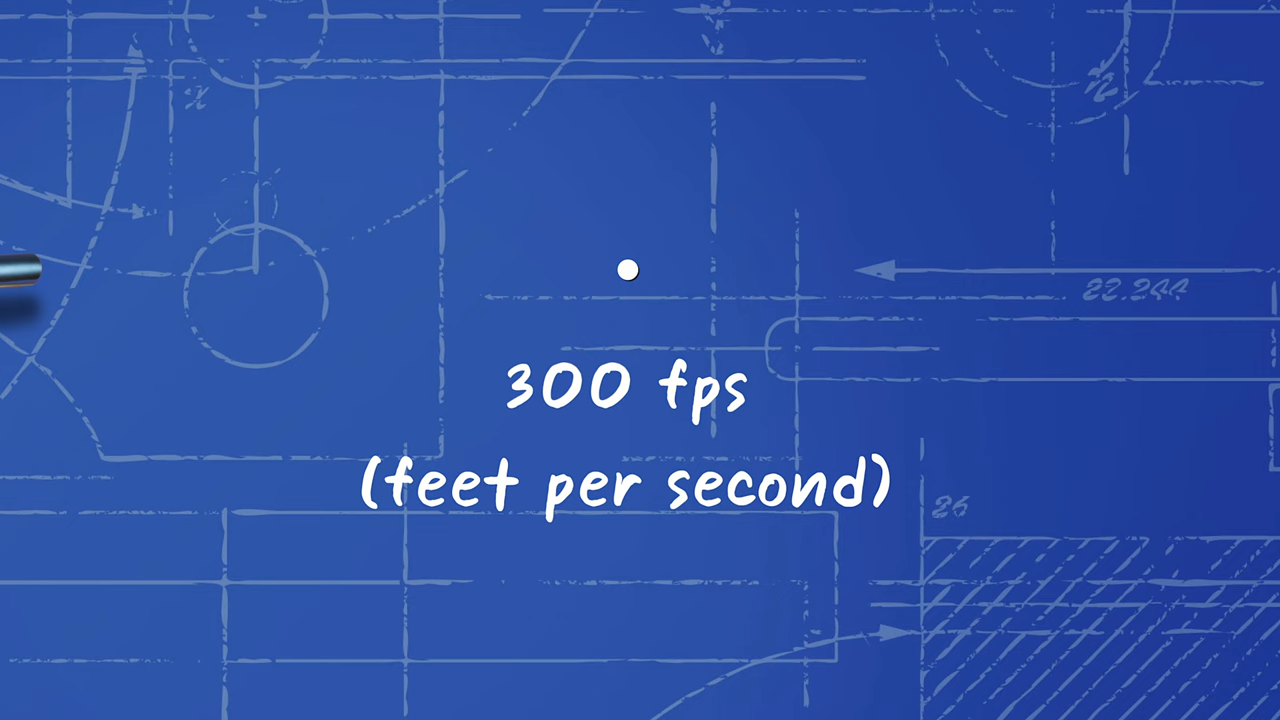 300 fps
(feet per second)
22.244
26